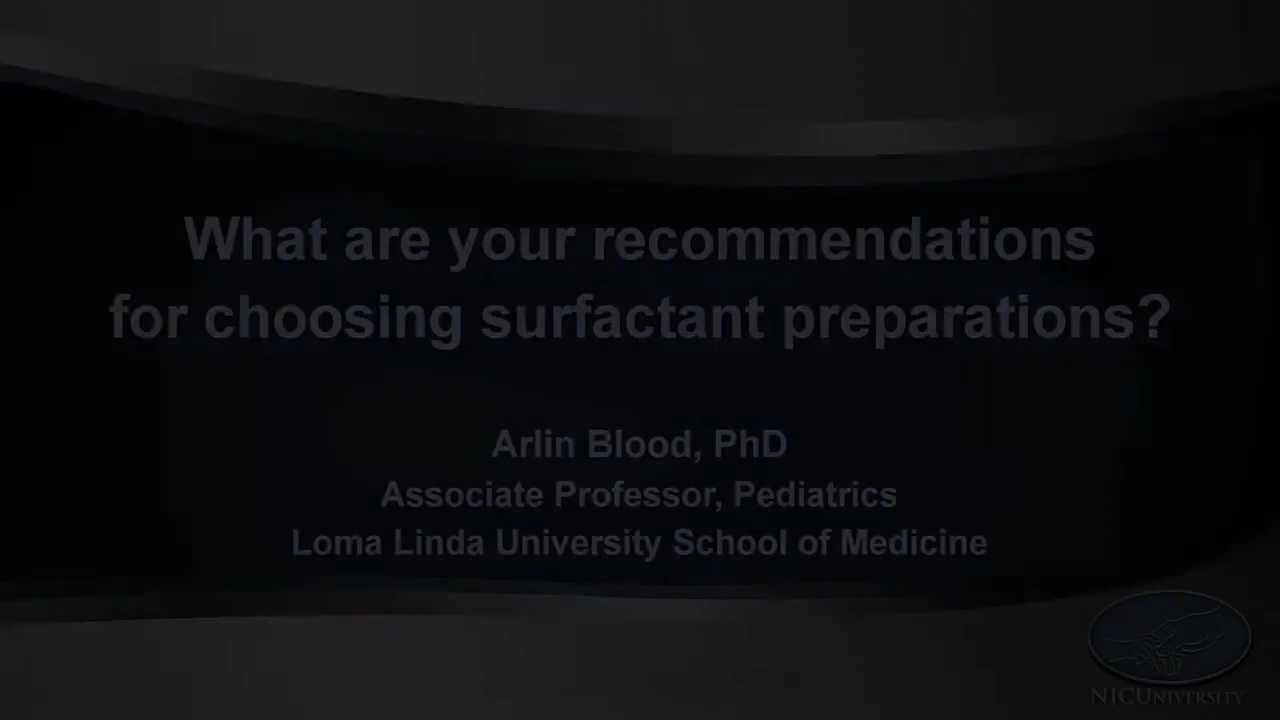 What are your recommendations
for choosing surfactant preparations?
Arlin Blood, PhD
Associate Professor, Pediatrics
Loma Linda University School of Medicine
NICUNIVERSITY